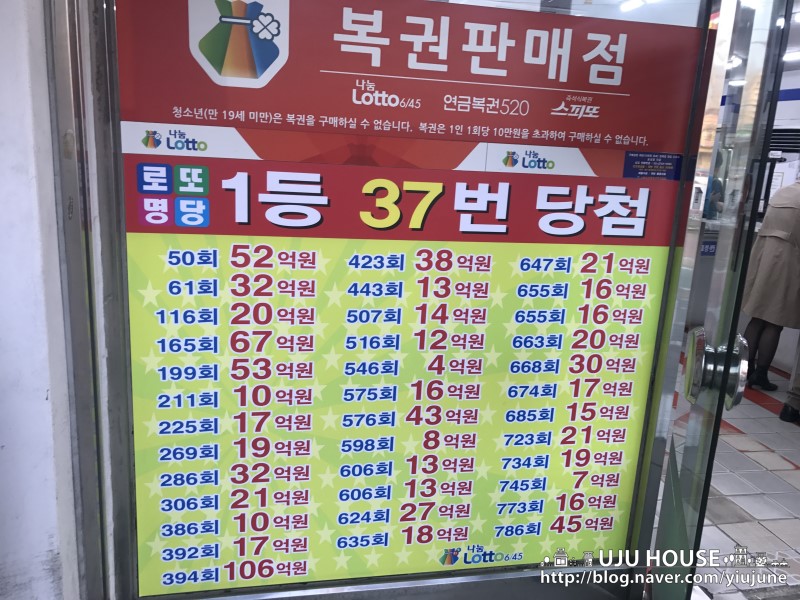 복권판매점
나눔 Lotto 6/45 연금복권520 즉석식복권 스피또
청소년(만 19세 미만)은 복권을 구매하실 수 없습니다. 복권은 1인 1회당 10만원을 초과하여 구매하실 수 없습니다.
나눔 Lotto
나눔 Lotto
로또명당 1등 37번 당첨
50회 52억원
61회 32억원
116회 20억원
165회 67억원
199회 53억원
211회 10억원
225회 17억원
269회 19억원
286회 32억원
306회 21억원
386회 10억원
392회 17억원
394회 106억원
423회 38억원
443회 13억원
507회 14억원
516회 12억원
546회 4억원
575회 16억원
576회 43억원
598회 8억원
606회 13억원
606회 13억원
624회 27억원
635회 18억원
647회 21억원
655회 16억원
655회 16억원
663회 20억원
668회 30억원
674회 17억원
685회 15억원
723회 21억원
734회 19억원
745회 7억원
773회 16억원
786회 45억원
나눔 Lotto 6/45
UJU HOUSE
http://blog.naver.com/yiujune